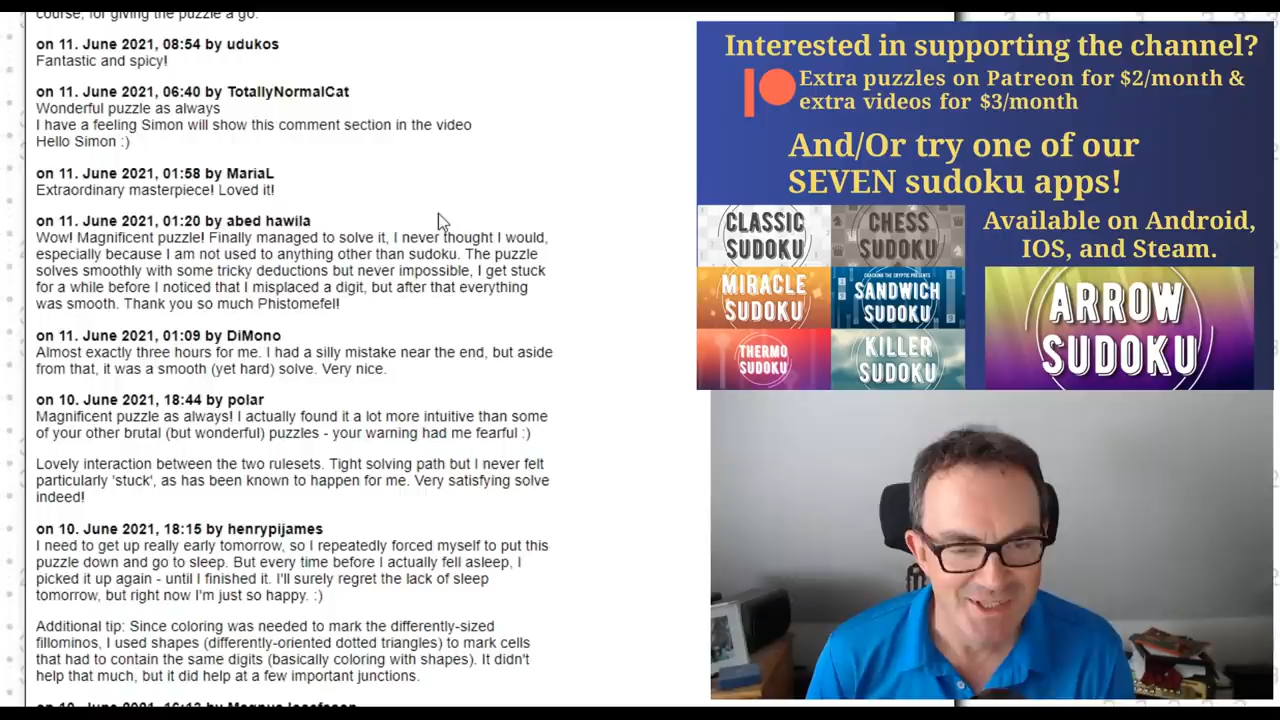 course, for giving the puzzle a go.
on 11. June 2021, 08:54 by udukos
Fantastic and spicy!
on 11. June 2021, 06:40 by TotallyNormalCat
Wonderful puzzle as always
I have a feeling Simon will show this comment section in the video
Hello Simon :)
on 11. June 2021, 01:58 by MariaL
Extraordinary masterpiece! Loved it!
on 11. June 2021, 01:20 by abed hawila
Wow! Magnificent puzzle! Finally managed to solve it, I never thought I would,
especially because I am not used to anything other than sudoku. The puzzle
solves smoothly with some tricky deductions but never impossible, I get stuck
for a while before I noticed that I misplaced a digit, but after that everything
was smooth. Thank you so much Phistomefel!
on 11. June 2021, 01:09 by DiMono
Almost exactly three hours for me. I had a silly mistake near the end, but aside
from that, it was a smooth (yet hard) solve. Very nice.
on 10. June 2021, 18:44 by polar
Magnificent puzzle as always! I actually found it a lot more intuitive than some
of your other brutal (but wonderful) puzzles - your warning had me fearful :)
Lovely interaction between the two rulesets. Tight solving path but I never felt
particularly 'stuck', as has been known to happen for me. Very satisfying solve
indeed!
on 10. June 2021, 18:15 by henrypijames
I need to get up really early tomorrow, so I repeatedly forced myself to put this
puzzle down and go to sleep. But every time before I actually fell asleep, I
picked it up again - until I finished it. I'll surely regret the lack of sleep
tomorrow, but right now I'm just so happy. :)
Additional tip: Since coloring was needed to mark the differently-sized
fillominos, I used shapes (differently-oriented dotted triangles) to mark cells
that had to contain the same digits (basically coloring with shapes). It didn't
help that much, but it did help at a few important junctions.
Interested in supporting the channel?
Extra puzzles on Patreon for $2/month &
extra videos for $3/month
And/Or try one of our
SEVEN sudoku apps!
CLASSIC
SUDOKU
CHESS
SUDOKU
MIRACLE
SUDOKU
CRACKING THE CRYPTIC PRESENTS
SANDWICH
SUDOKU
THERMO
SUDOKU
KILLER
SUDOKU
Available on Android,
IOS, and Steam.
ARROW
SUDOKU